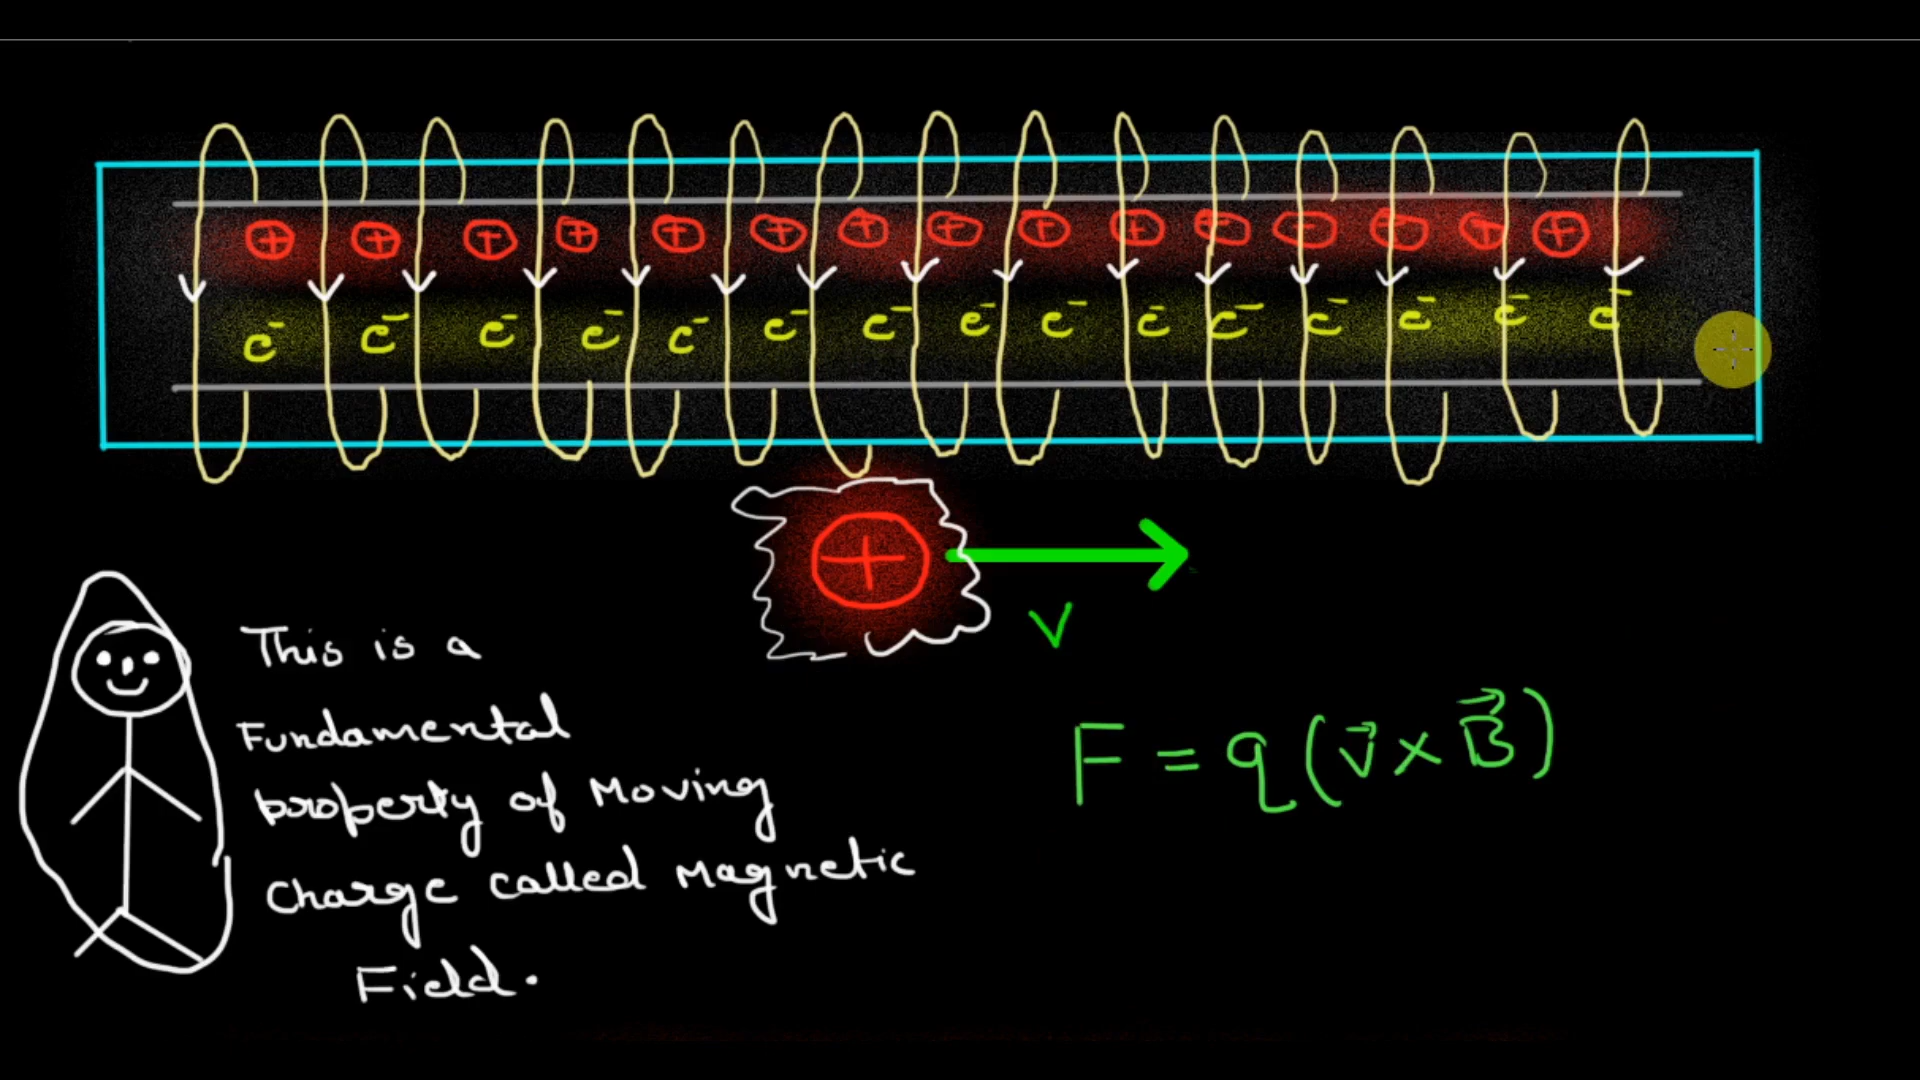 ⊕ ⊕ ⊕ ⊕ ⊕ ⊕ ⊕ ⊕ ⊕ ⊕ ⊕ ⊕ ⊕ ⊕ ⊕
e⁻ e⁻ e⁻ e⁻ e⁻ e⁻ e⁻ e⁻ e⁻ e⁻ e⁻ e⁻ e⁻ e⁻ e⁻
⊕
V
This is a
Fundamental
property of Moving
Charge called Magnetic
Field.
F = q(v⃗ × B⃗)